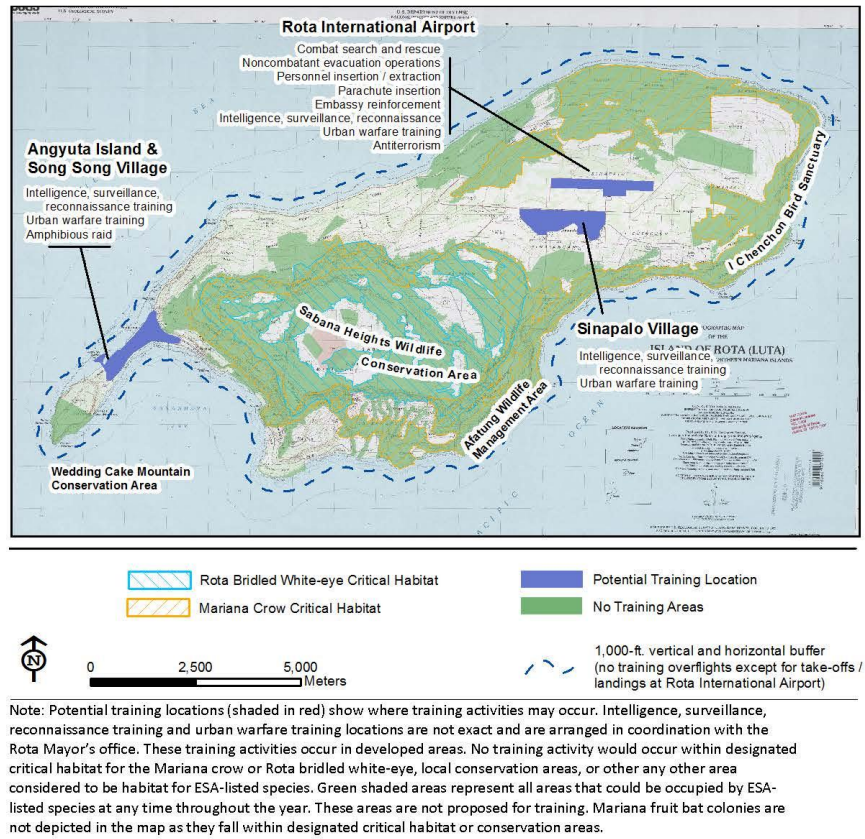 Rota International Airport
Combat search and rescue
Noncombatant evacuation operations
Personnel insertion / extraction
Parachute insertion
Embassy reinforcement
Intelligence, surveillance, reconnaissance
Urban warfare training
Antiterrorism
Angyuta Island &
Song Song Village
Intelligence, surveillance,
reconnaissance training
Urban warfare training
Amphibious raid
I Chenchon Bird Sanctuary
Sabana Heights Wildlife
Conservation Area
Sinapalo Village
Intelligence, surveillance,
reconnaissance training
Urban warfare training
OF THE
ISLAND OF ROTA (LUTA)
Afatung Wildlife
Management Area
OCEAN
Wedding Cake Mountain
Conservation Area
Rota Bridled White-eye Critical Habitat
Mariana Crow Critical Habitat
Potential Training Location
No Training Areas
N
0 2,500 5,000
Meters
1,000-ft. vertical and horizontal buffer
(no training overflights except for take-offs /
landings at Rota International Airport)
Note: Potential training locations (shaded in red) show where training activities may occur. Intelligence, surveillance,
reconnaissance training and urban warfare training locations are not exact and are arranged in coordination with the
Rota Mayor's office. These training activities occur in developed areas. No training activity would occur within designated
critical habitat for the Mariana crow or Rota bridled white-eye, local conservation areas, or other any other area
considered to be habitat for ESA-listed species. Green shaded areas represent all areas that could be occupied by ESA-
listed species at any time throughout the year. These areas are not proposed for training. Mariana fruit bat colonies are
not depicted in the map as they fall within designated critical habitat or conservation areas.